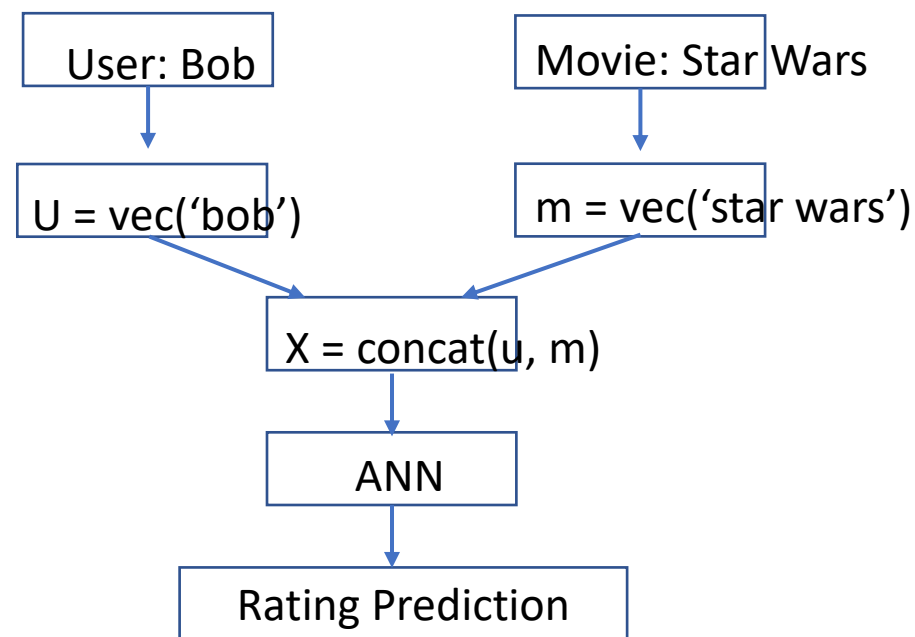 User: Bob
Movie: Star Wars
U = vec(‘bob’)
m = vec(‘star wars’)
X = concat(u, m)
ANN
Rating Prediction